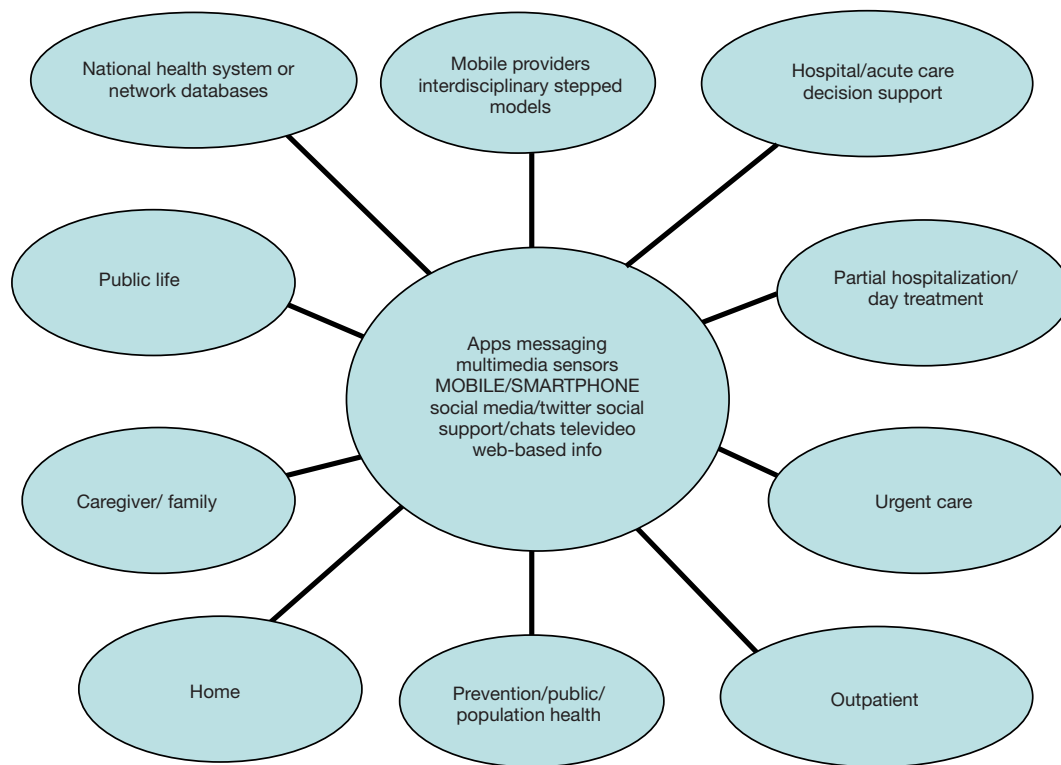 National health system or
network databases
Mobile providers
interdisciplinary stepped
models
Hospital/acute care
decision support
Public life
Partial hospitalization/
day treatment
Apps messaging
multimedia sensors
MOBILE/SMARTPHONE
social media/twitter social
support/chats televideo
web-based info
Caregiver/ family
Urgent care
Home
Prevention/public/
population health
Outpatient